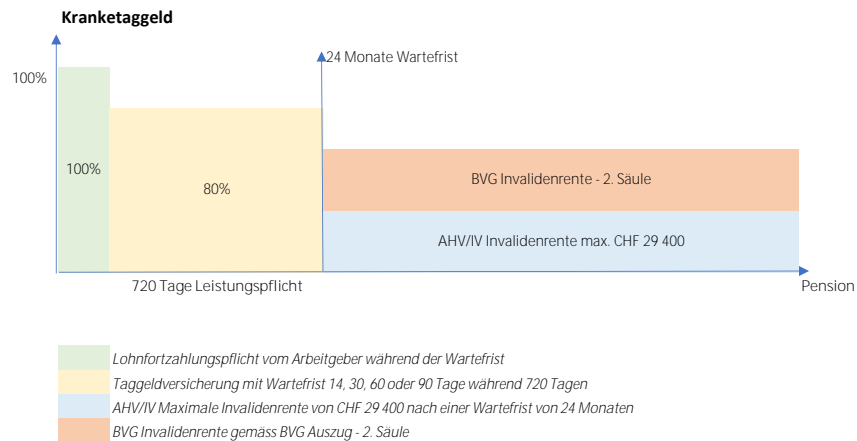 Kranketaggeld
24 Monate Wartefrist
100%
100%
80%
BVG Invalidenrente - 2. Säule
AHV/IV Invalidenrente max. CHF 29 400
720 Tage Leistungspflicht
Pension
Lohnfortzahlungspflicht vom Arbeitgeber während der Wartefrist
Taggeldversicherung mit Wartefrist 14, 30, 60 oder 90 Tage während 720 Tagen
AHV/IV Maximale Invalidenrente von CHF 29 400 nach einer Wartefrist von 24 Monaten
BVG Invalidenrente gemäss BVG Auszug - 2. Säule